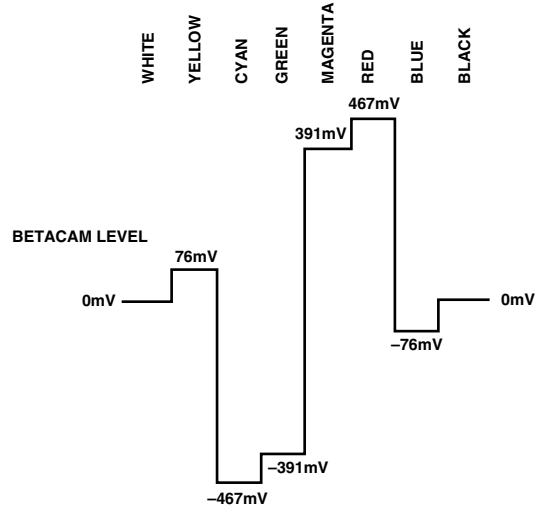 WHITE
YELLOW
CYAN
GREEN
MAGENTA
RED
BLUE
BLACK
467mV
391mV
BETACAM LEVEL
76mV
0mV
0mV
–76mV
–391mV
–467mV